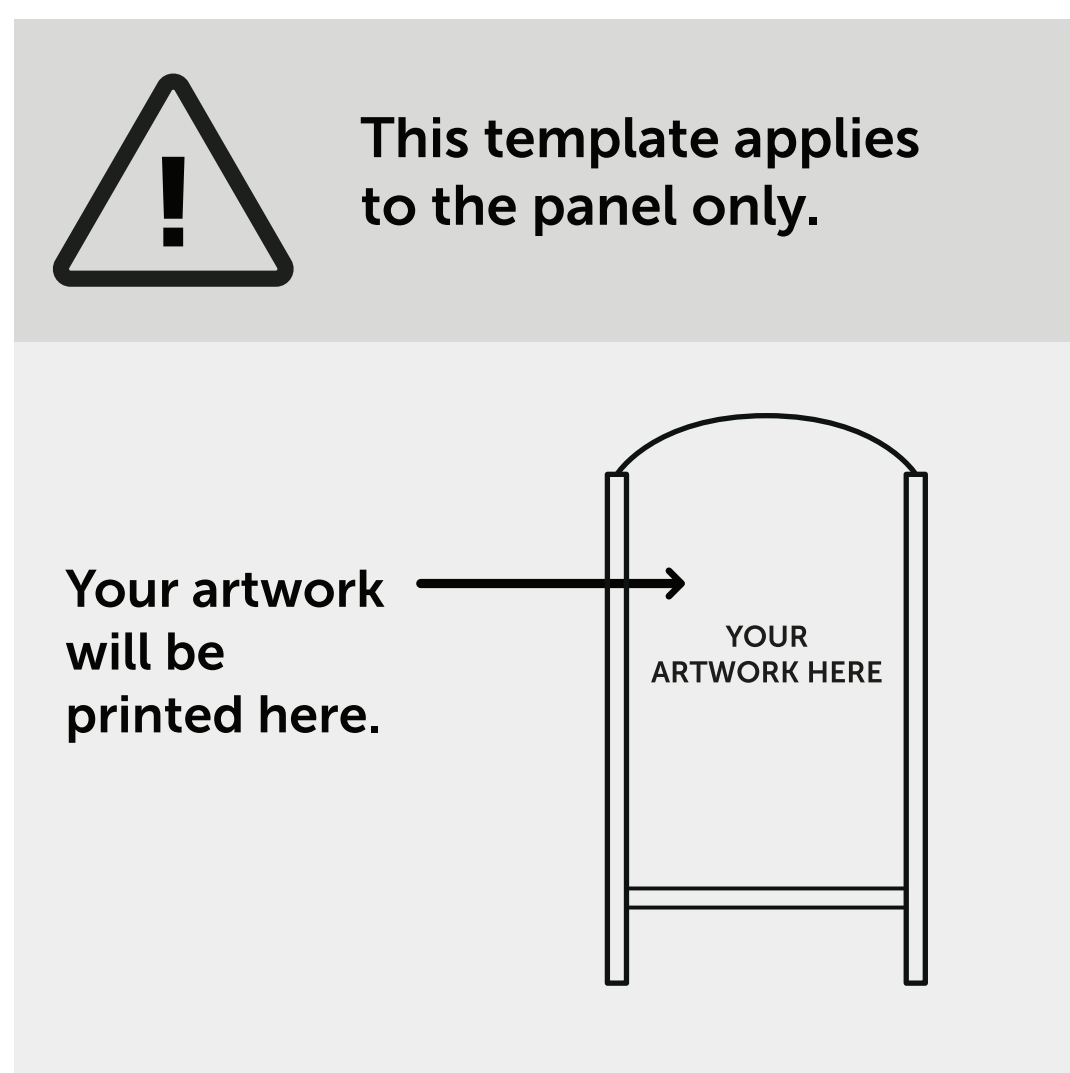 !
This template applies
to the panel only.
Your artwork
will be
printed here.
YOUR
ARTWORK HERE